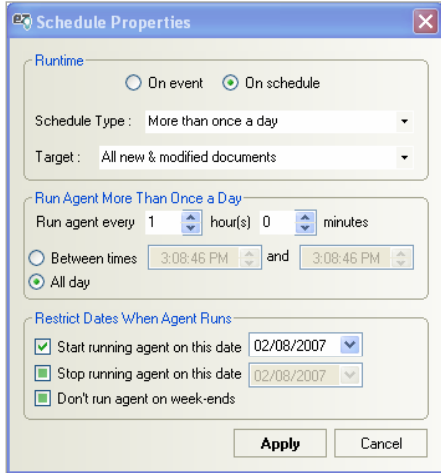 Schedule Properties
Runtime
On event On schedule
Schedule Type : More than once a day
Target : All new & modified documents
Run Agent More Than Once a Day
Run agent every 1 hour(s) 0 minutes
Between times 3:08:46 PM and 3:08:46 PM
All day
Restrict Dates When Agent Runs
Start running agent on this date 02/08/2007
Stop running agent on this date 02/08/2007
Don't run agent on week-ends
Apply Cancel